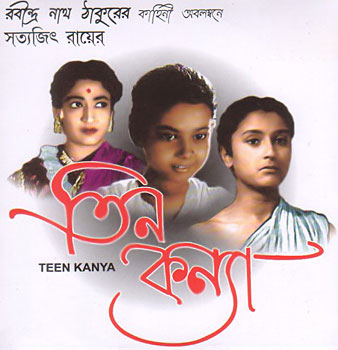 রবীন্দ্র নাথ ঠাকুরের কাহিনী অবলম্বনে
সত্যজিৎ রায়ের
তিন
TEEN KANYA
কন্যা